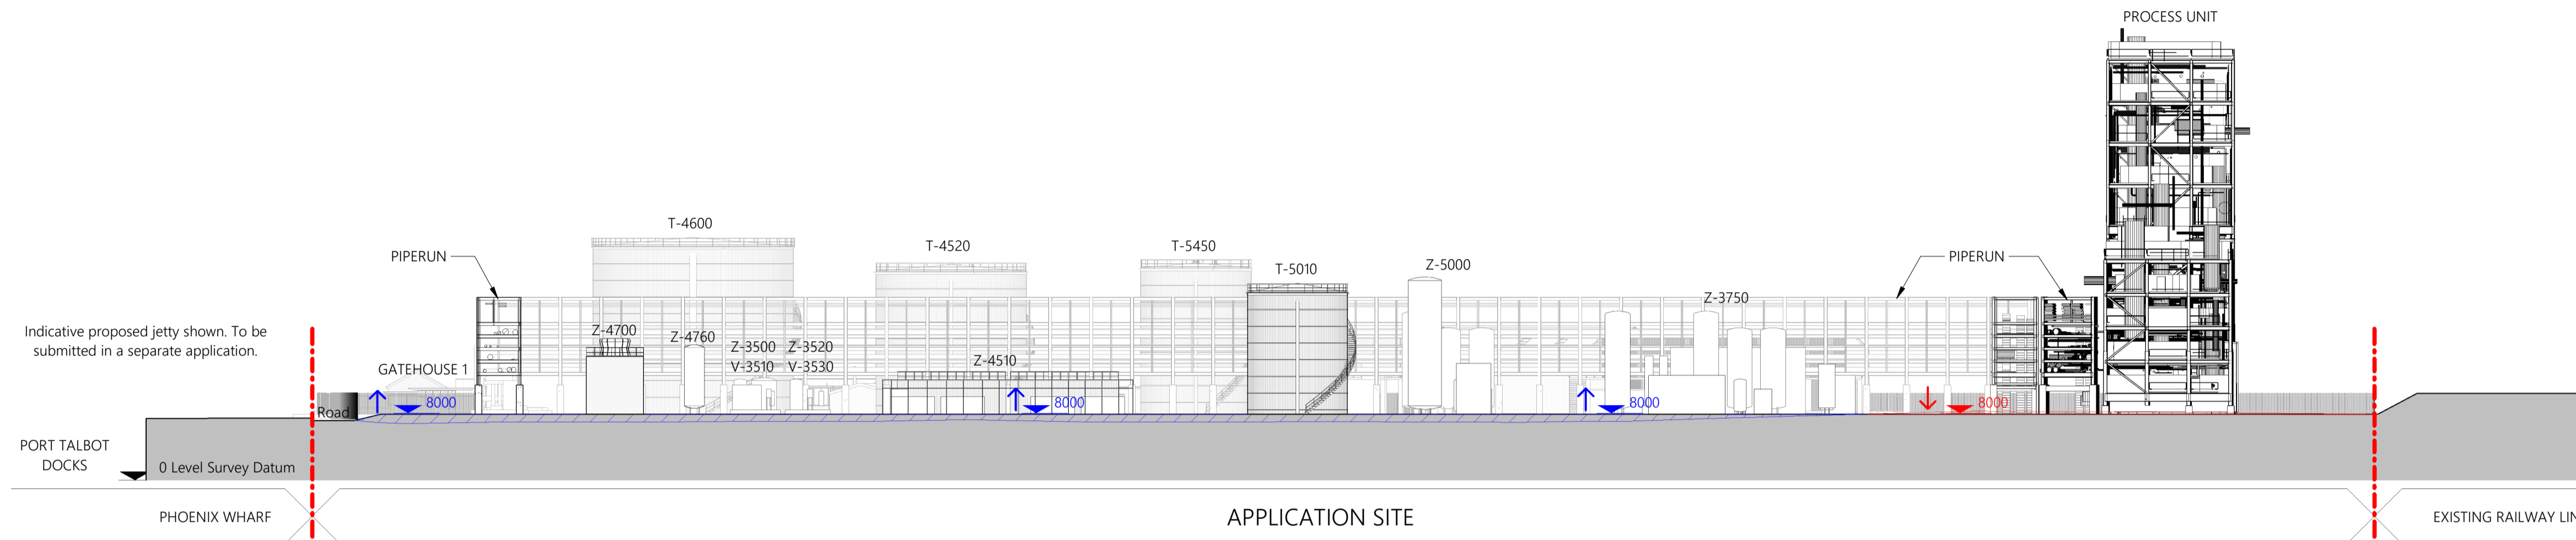 PROCESS UNIT
T-4600
T-4520
T-5450
PIPERUN
T-5010
Z-5000
PIPERUN
Z-3750
Indicative proposed jetty shown. To be
submitted in a separate application.
Z-4700
Z-4760
Z-3500 Z-3520
V-3510 V-3530
Z-4510
GATEHOUSE 1
8000
8000
8000
8000
Road
PORT TALBOT
DOCKS
0 Level Survey Datum
PHOENIX WHARF
APPLICATION SITE
EXISTING RAILWAY LIN